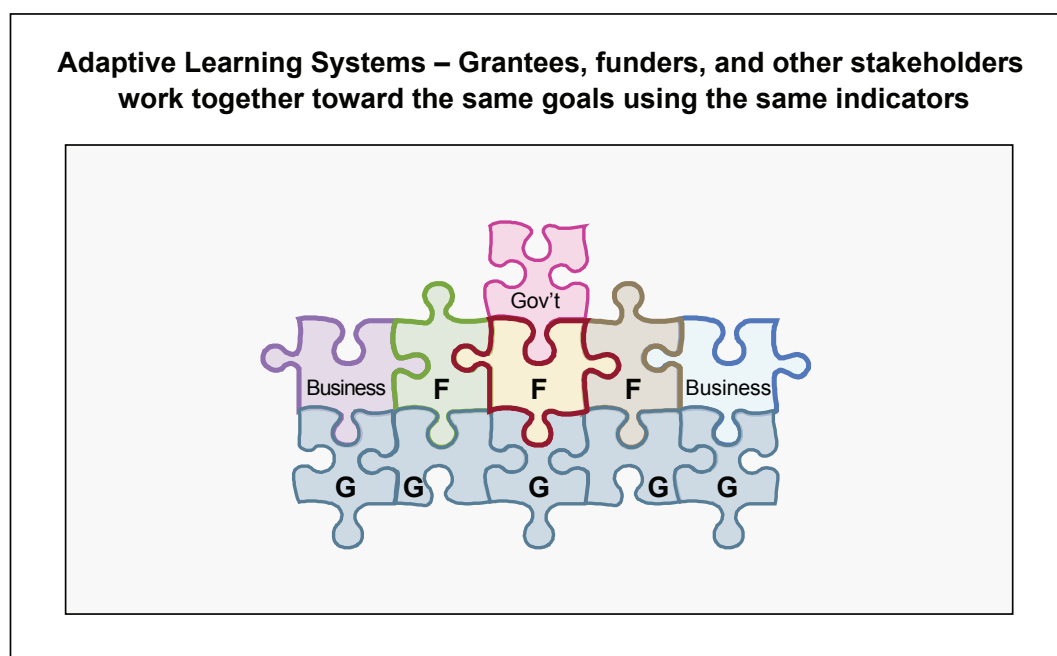 Adaptive Learning Systems – Grantees, funders, and other stakeholders
work together toward the same goals using the same indicators
Gov’t
Business F F F Business
G G G G G